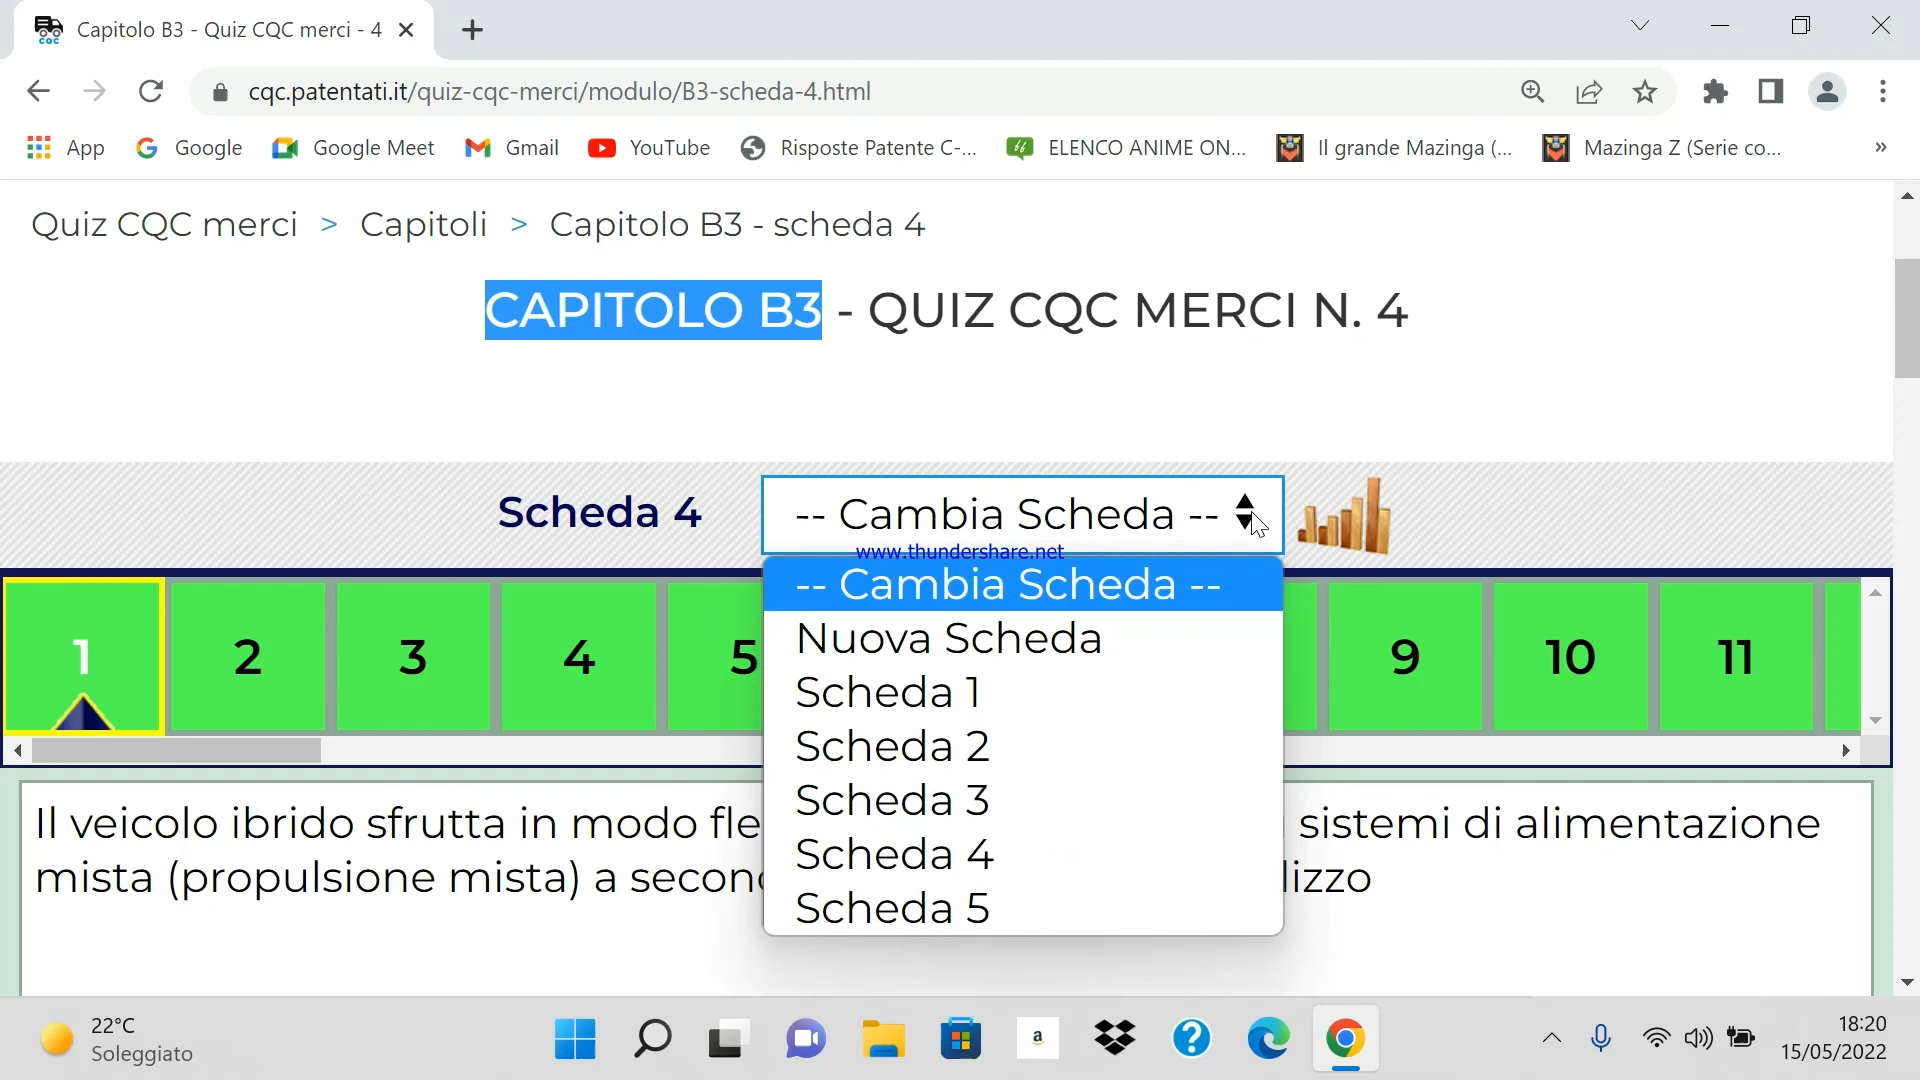 Capitolo B3 - Quiz CQC merci - 4
CQC
cqc.patentati.it/quiz-cqc-merci/modulo/B3-scheda-4.html
App
Google
Google Meet
Gmail
YouTube
Risposte Patente C-...
ELENCO ANIME ON...
Il grande Mazinga (...
Mazinga Z (Serie co...
»
Quiz CQC merci > Capitoli > Capitolo B3 - scheda 4
CAPITOLO B3 - QUIZ CQC MERCI N. 4
Scheda 4
-- Cambia Scheda --
www.thundershare.net
-- Cambia Scheda --
Nuova Scheda
Scheda 1
Scheda 2
Scheda 3
Scheda 4
Scheda 5
1 2 3 4 5 9 10 11
Il veicolo ibrido sfrutta in modo fle sistemi di alimentazione
mista (propulsione mista) a secon lizzo
22°C
Soleggiato
a
?
18:20
15/05/2022